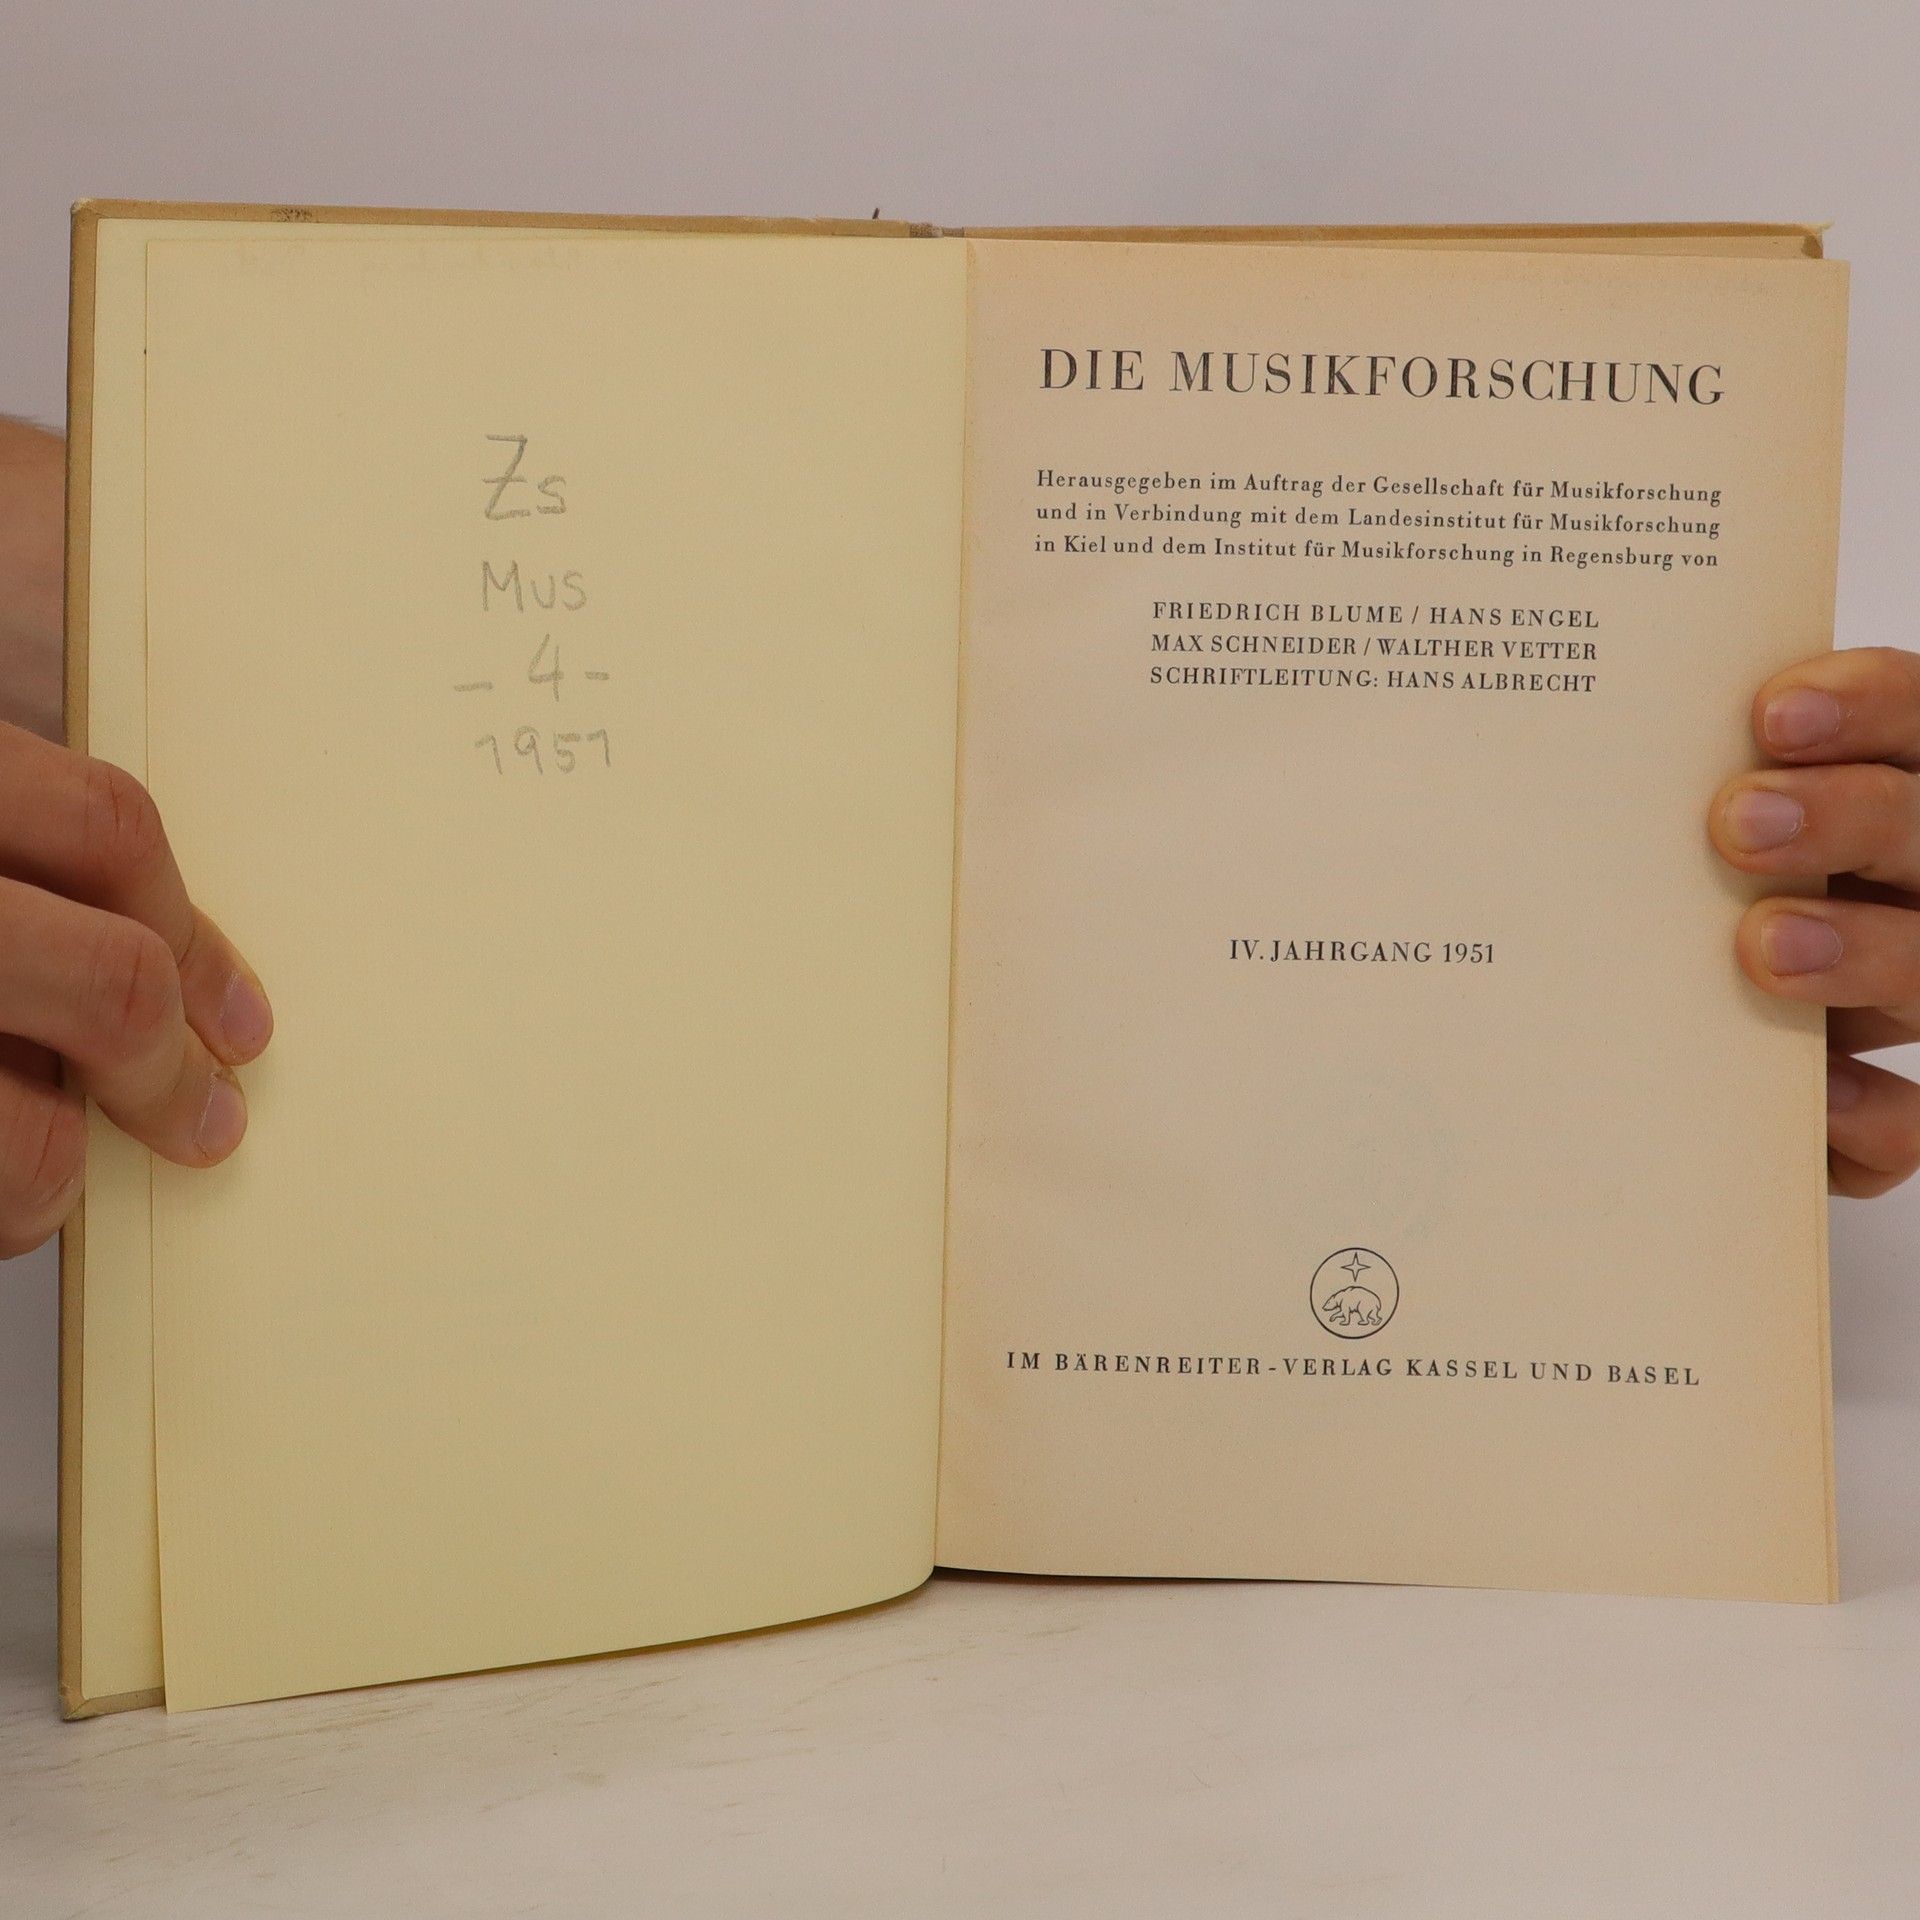 Zs
Mus
- 4 -
1951
DIE MUSIKFORSCHUNG
Herausgegeben im Auftrag der Gesellschaft für Musikforschung
und in Verbindung mit dem Landesinstitut für Musikforschung
in Kiel und dem Institut für Musikforschung in Regensburg von
FRIEDRICH BLUME / HANS ENGEL
MAX SCHNEIDER / WALTHER VETTER
SCHRIFTLEITUNG: HANS ALBRECHT
IV. JAHRGANG 1951
IM BÄRENREITER-VERLAG KASSEL UND BASEL